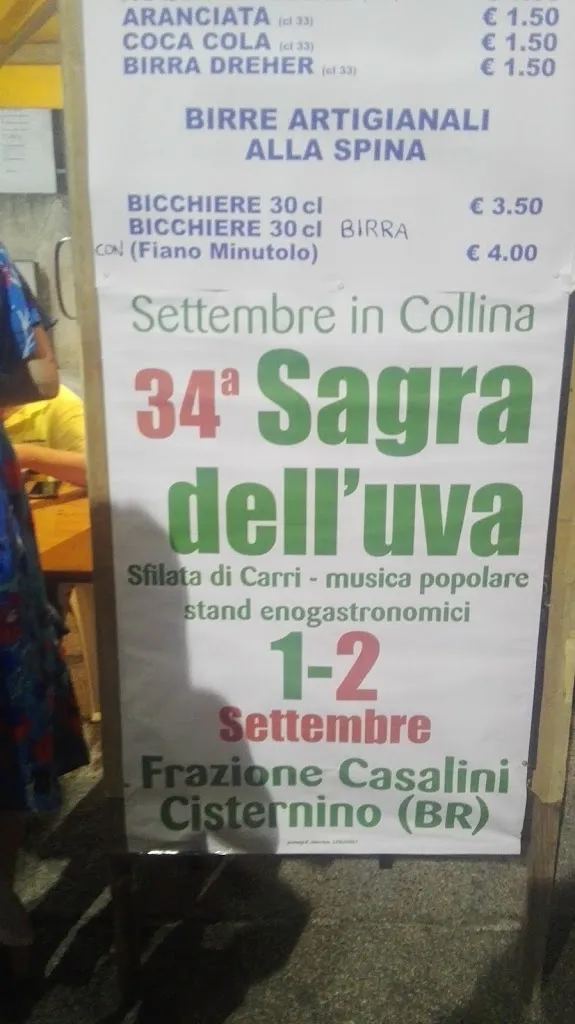 ARANCIATA (cl 33) € 1.50
COCA COLA (cl 33) € 1.50
BIRRA DREHER (cl 33) € 1.50
BIRRE ARTIGIANALI
ALLA SPINA
BICCHIERE 30 cl € 3.50
BICCHIERE 30 cl BIRRA
CON (Fiano Minutolo) € 4.00
Settembre in Collina
34ª Sagra
dell'uva
Sfilata di Carri - musica popolare
stand enogastronomici
1-2
Settembre
Frazione Casalini
Cisternino (BR)